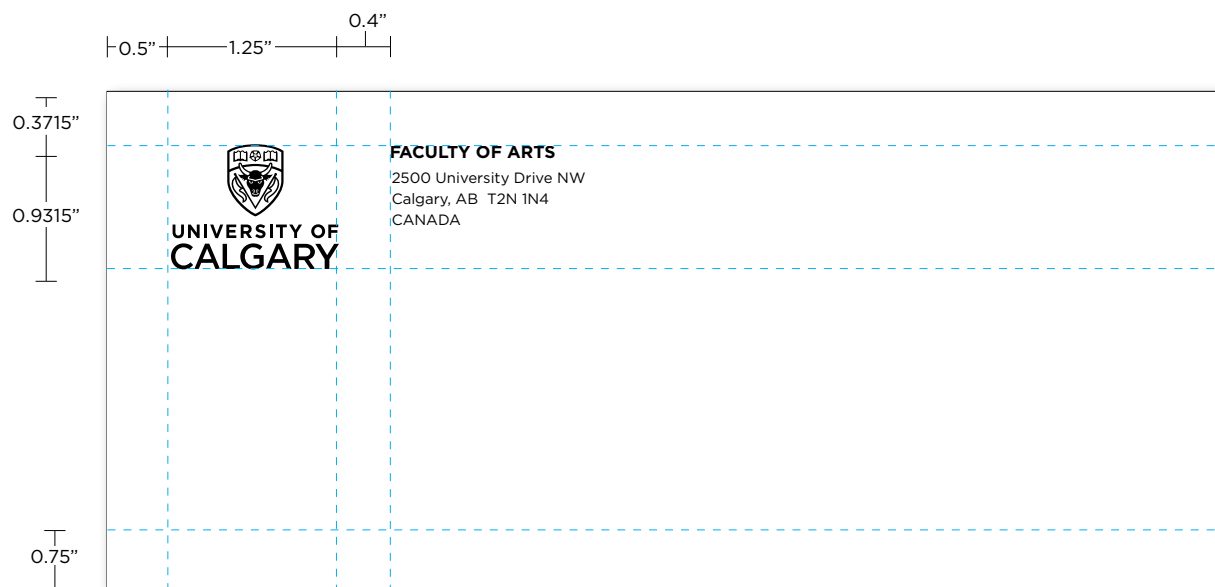 0.4”
0.5”
1.25”
0.3715”
FACULTY OF ARTS
2500 University Drive NW
Calgary, AB  T2N 1N4
CANADA
0.9315”
UNIVERSITY OF
CALGARY
0.75”